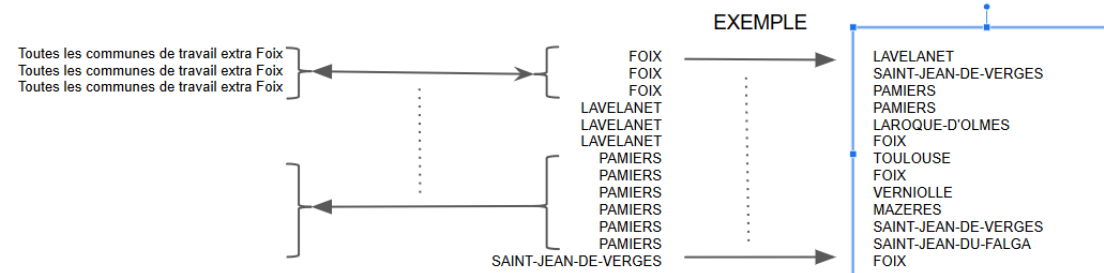 EXEMPLE
Toutes les communes de travail extra Foix
Toutes les communes de travail extra Foix
Toutes les communes de travail extra Foix
FOIX
FOIX
FOIX
LAVELANET
LAVELANET
LAVELANET
PAMIERS
PAMIERS
PAMIERS
PAMIERS
PAMIERS
PAMIERS
SAINT-JEAN-DE-VERGES
LAVELANET
SAINT-JEAN-DE-VERGES
PAMIERS
PAMIERS
LAROQUE-D'OLMES
FOIX
TOULOUSE
FOIX
VERNIOLLE
MAZERES
SAINT-JEAN-DE-VERGES
SAINT-JEAN-DU-FALGA
FOIX